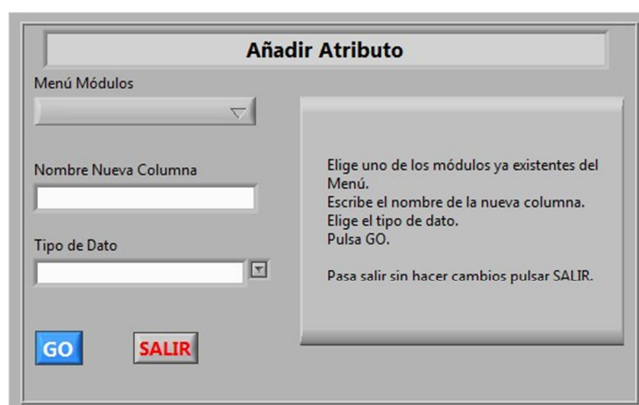 Añadir Atributo
Menú Módulos
Nombre Nueva Columna
Tipo de Dato
GO
SALIR
Elige uno de los módulos ya existentes del
Menú.
Escribe el nombre de la nueva columna.
Elige el tipo de dato.
Pulsa GO.
Pasa salir sin hacer cambios pulsar SALIR.